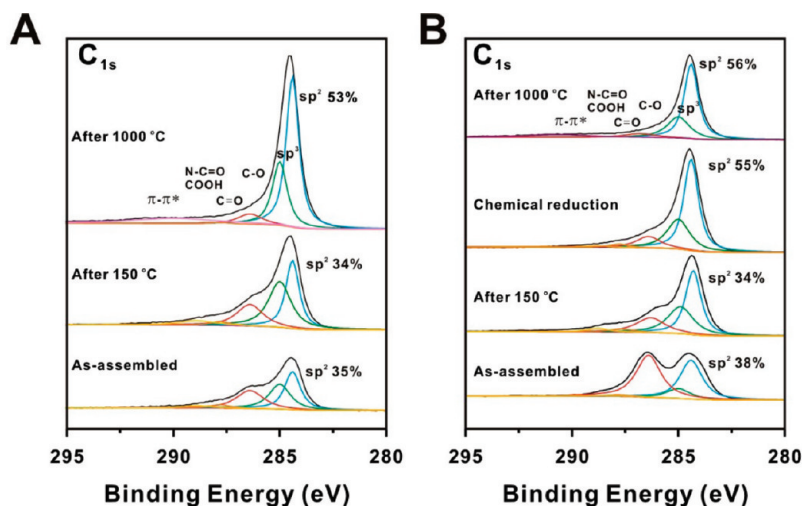 A
C1s
sp² 53%
After 1000 °C
sp³
N-C=O
C-O
COOH
π-π*
C=O
After 150 °C
sp² 34%
As-assembled
sp² 35%
295
290
285
280
Binding Energy (eV)
B
C1s
sp² 56%
N-C=O
After 1000 °C
COOH
C-O
sp³
π-π*
C=O
sp² 55%
Chemical reduction
After 150 °C
sp² 34%
As-assembled
sp² 38%
295
290
285
280
Binding Energy (eV)